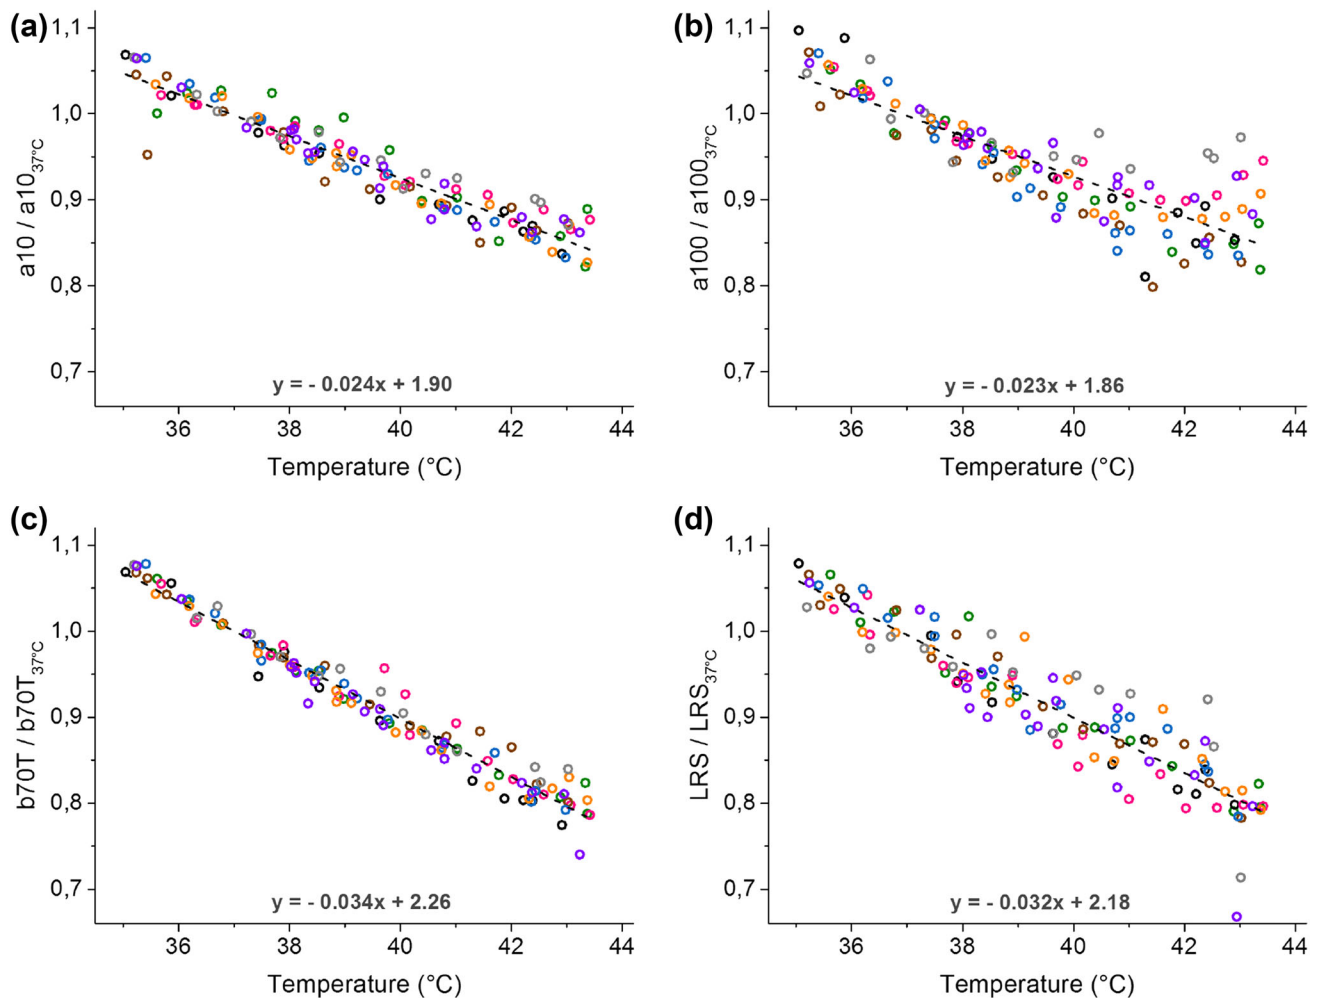 (a)
1,1
1,0
0,9
0,8
0,7
a10 / a10₃₇°C
y = - 0.024x + 1.90
36 38 40 42 44
Temperature (°C)
(b)
1,1
1,0
0,9
0,8
0,7
a100 / a100₃₇°C
y = - 0.023x + 1.86
36 38 40 42 44
Temperature (°C)
(c)
1,1
1,0
0,9
0,8
0,7
b70T / b70T₃₇°C
y = - 0.034x + 2.26
36 38 40 42 44
Temperature (°C)
(d)
1,1
1,0
0,9
0,8
0,7
LRS / LRS₃₇°C
y = - 0.032x + 2.18
36 38 40 42 44
Temperature (°C)